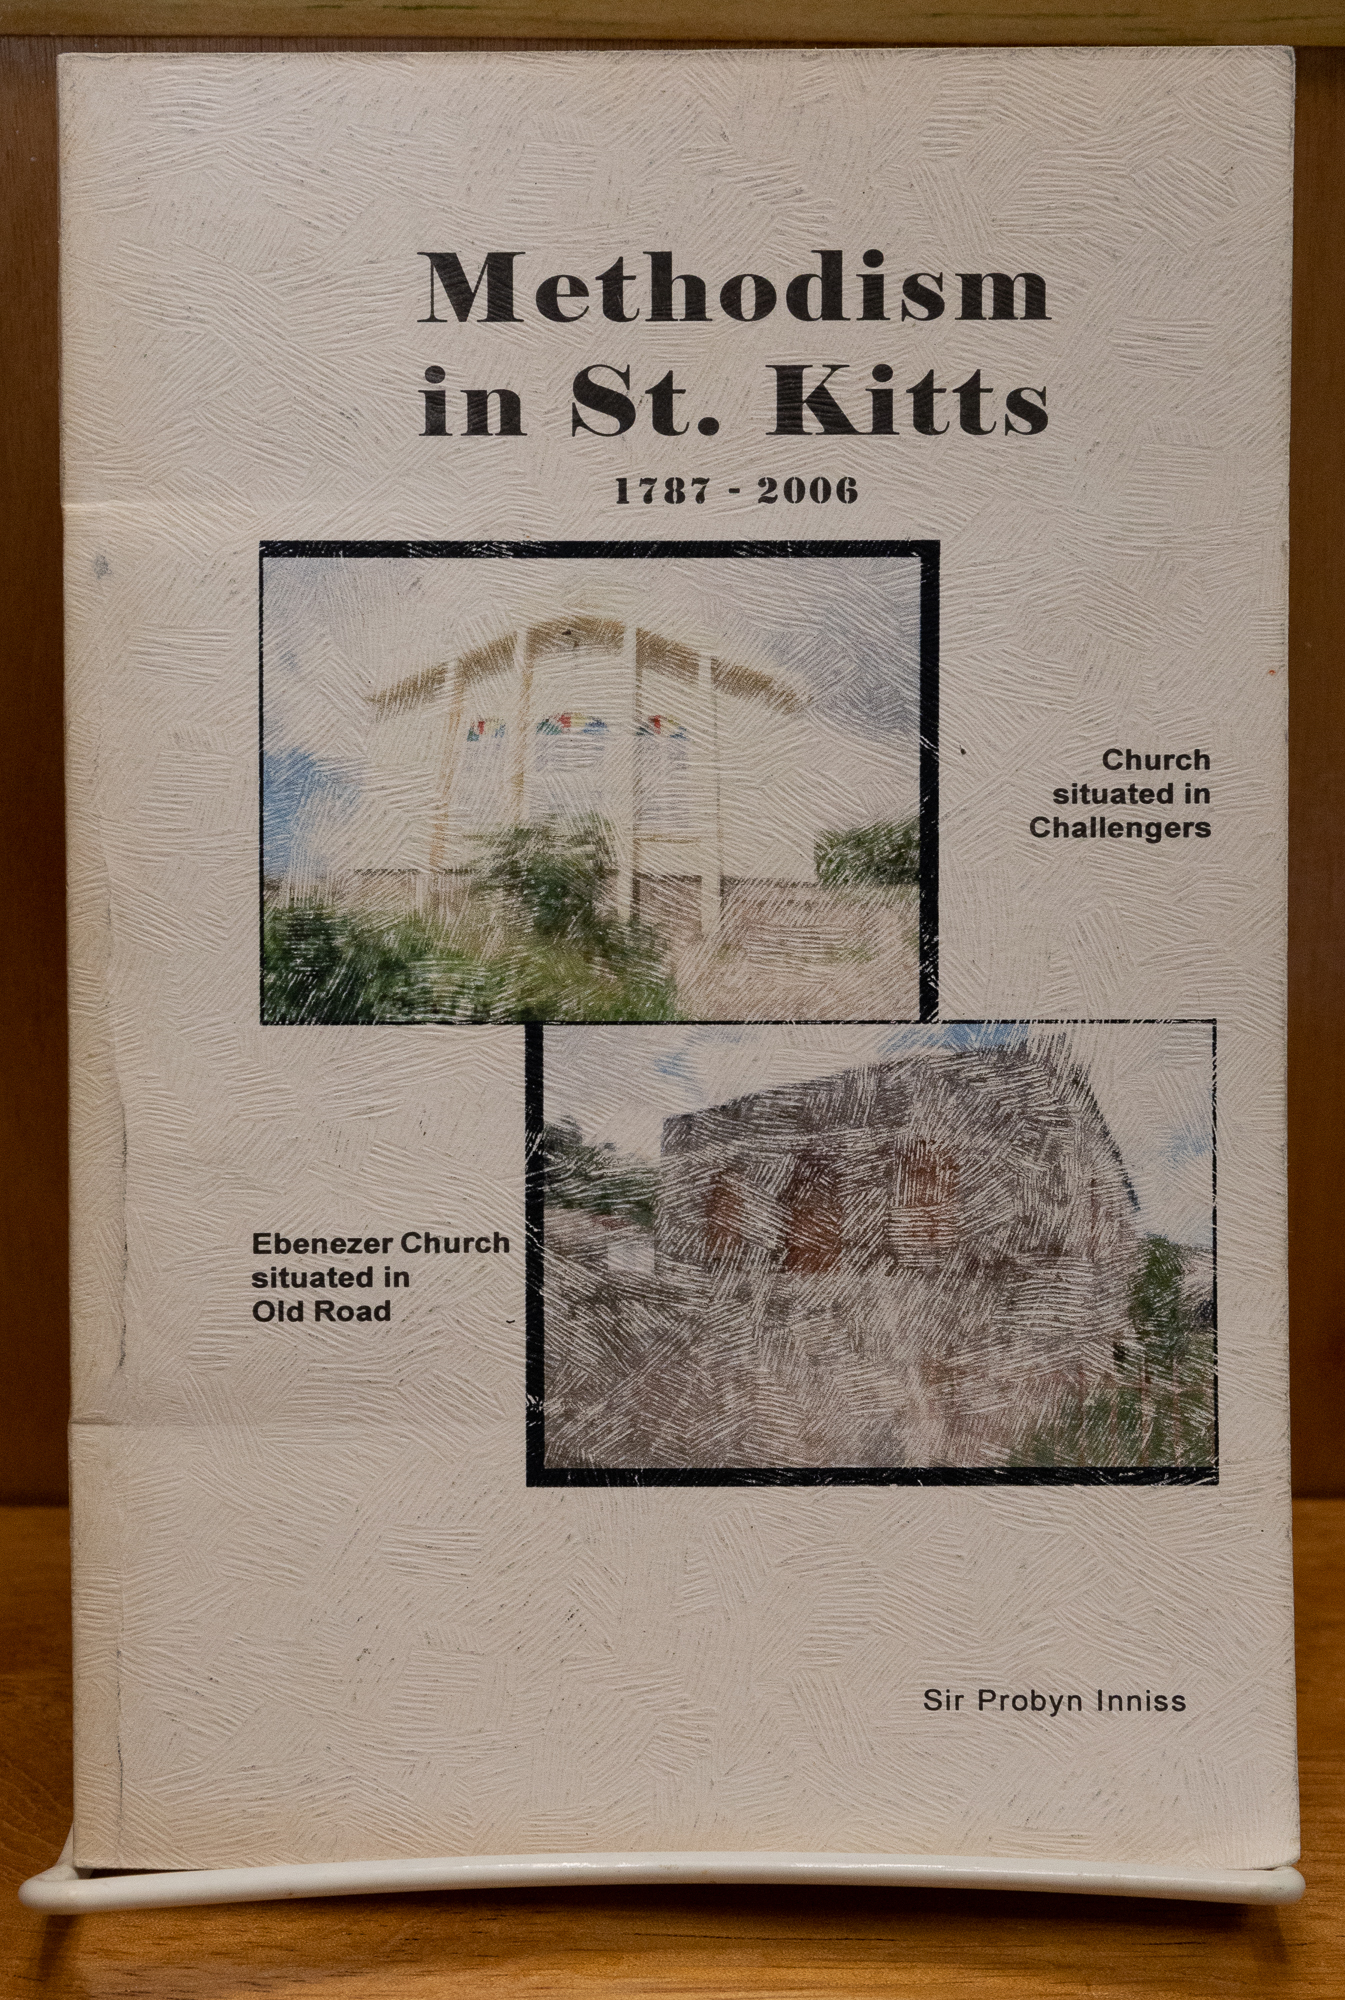 Methodism
in St. Kitts
1787 - 2006
Church
situated in
Challengers
Ebenezer Church
situated in
Old Road
Sir Probyn Inniss